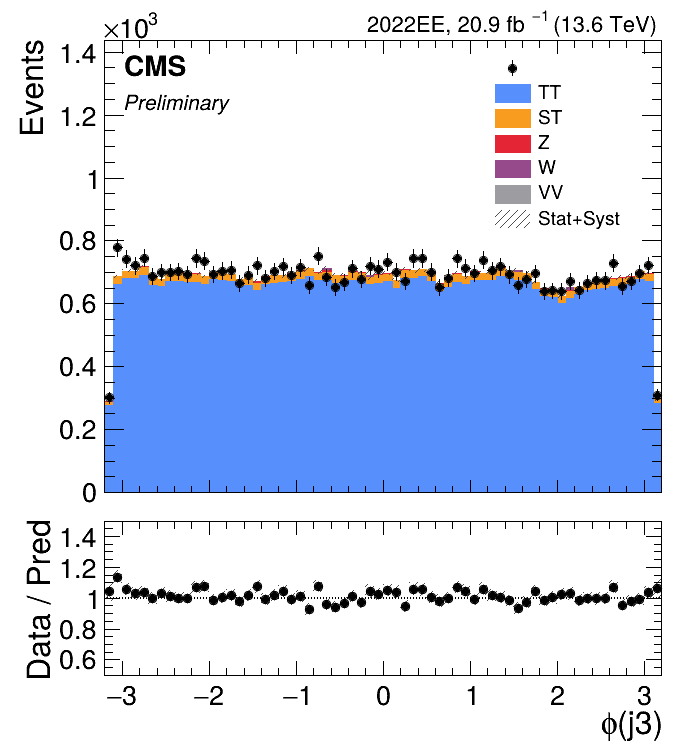 ×10³
2022EE, 20.9 fb ⁻¹ (13.6 TeV)
Events
1.4
1.2
1
0.8
0.6
0.4
0.2
0
CMS
Preliminary
TT
ST
Z
W
VV
Stat+Syst
Data / Pred
1.4
1.2
1
0.8
0.6
−3
−2
−1
0
1
2
3
ϕ(j3)